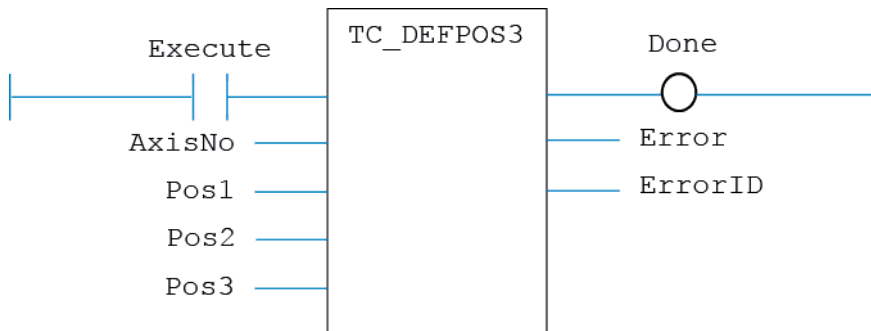 TC_DEFPOS3
Execute
Done
AxisNo
Error
Pos1
ErrorID
Pos2
Pos3